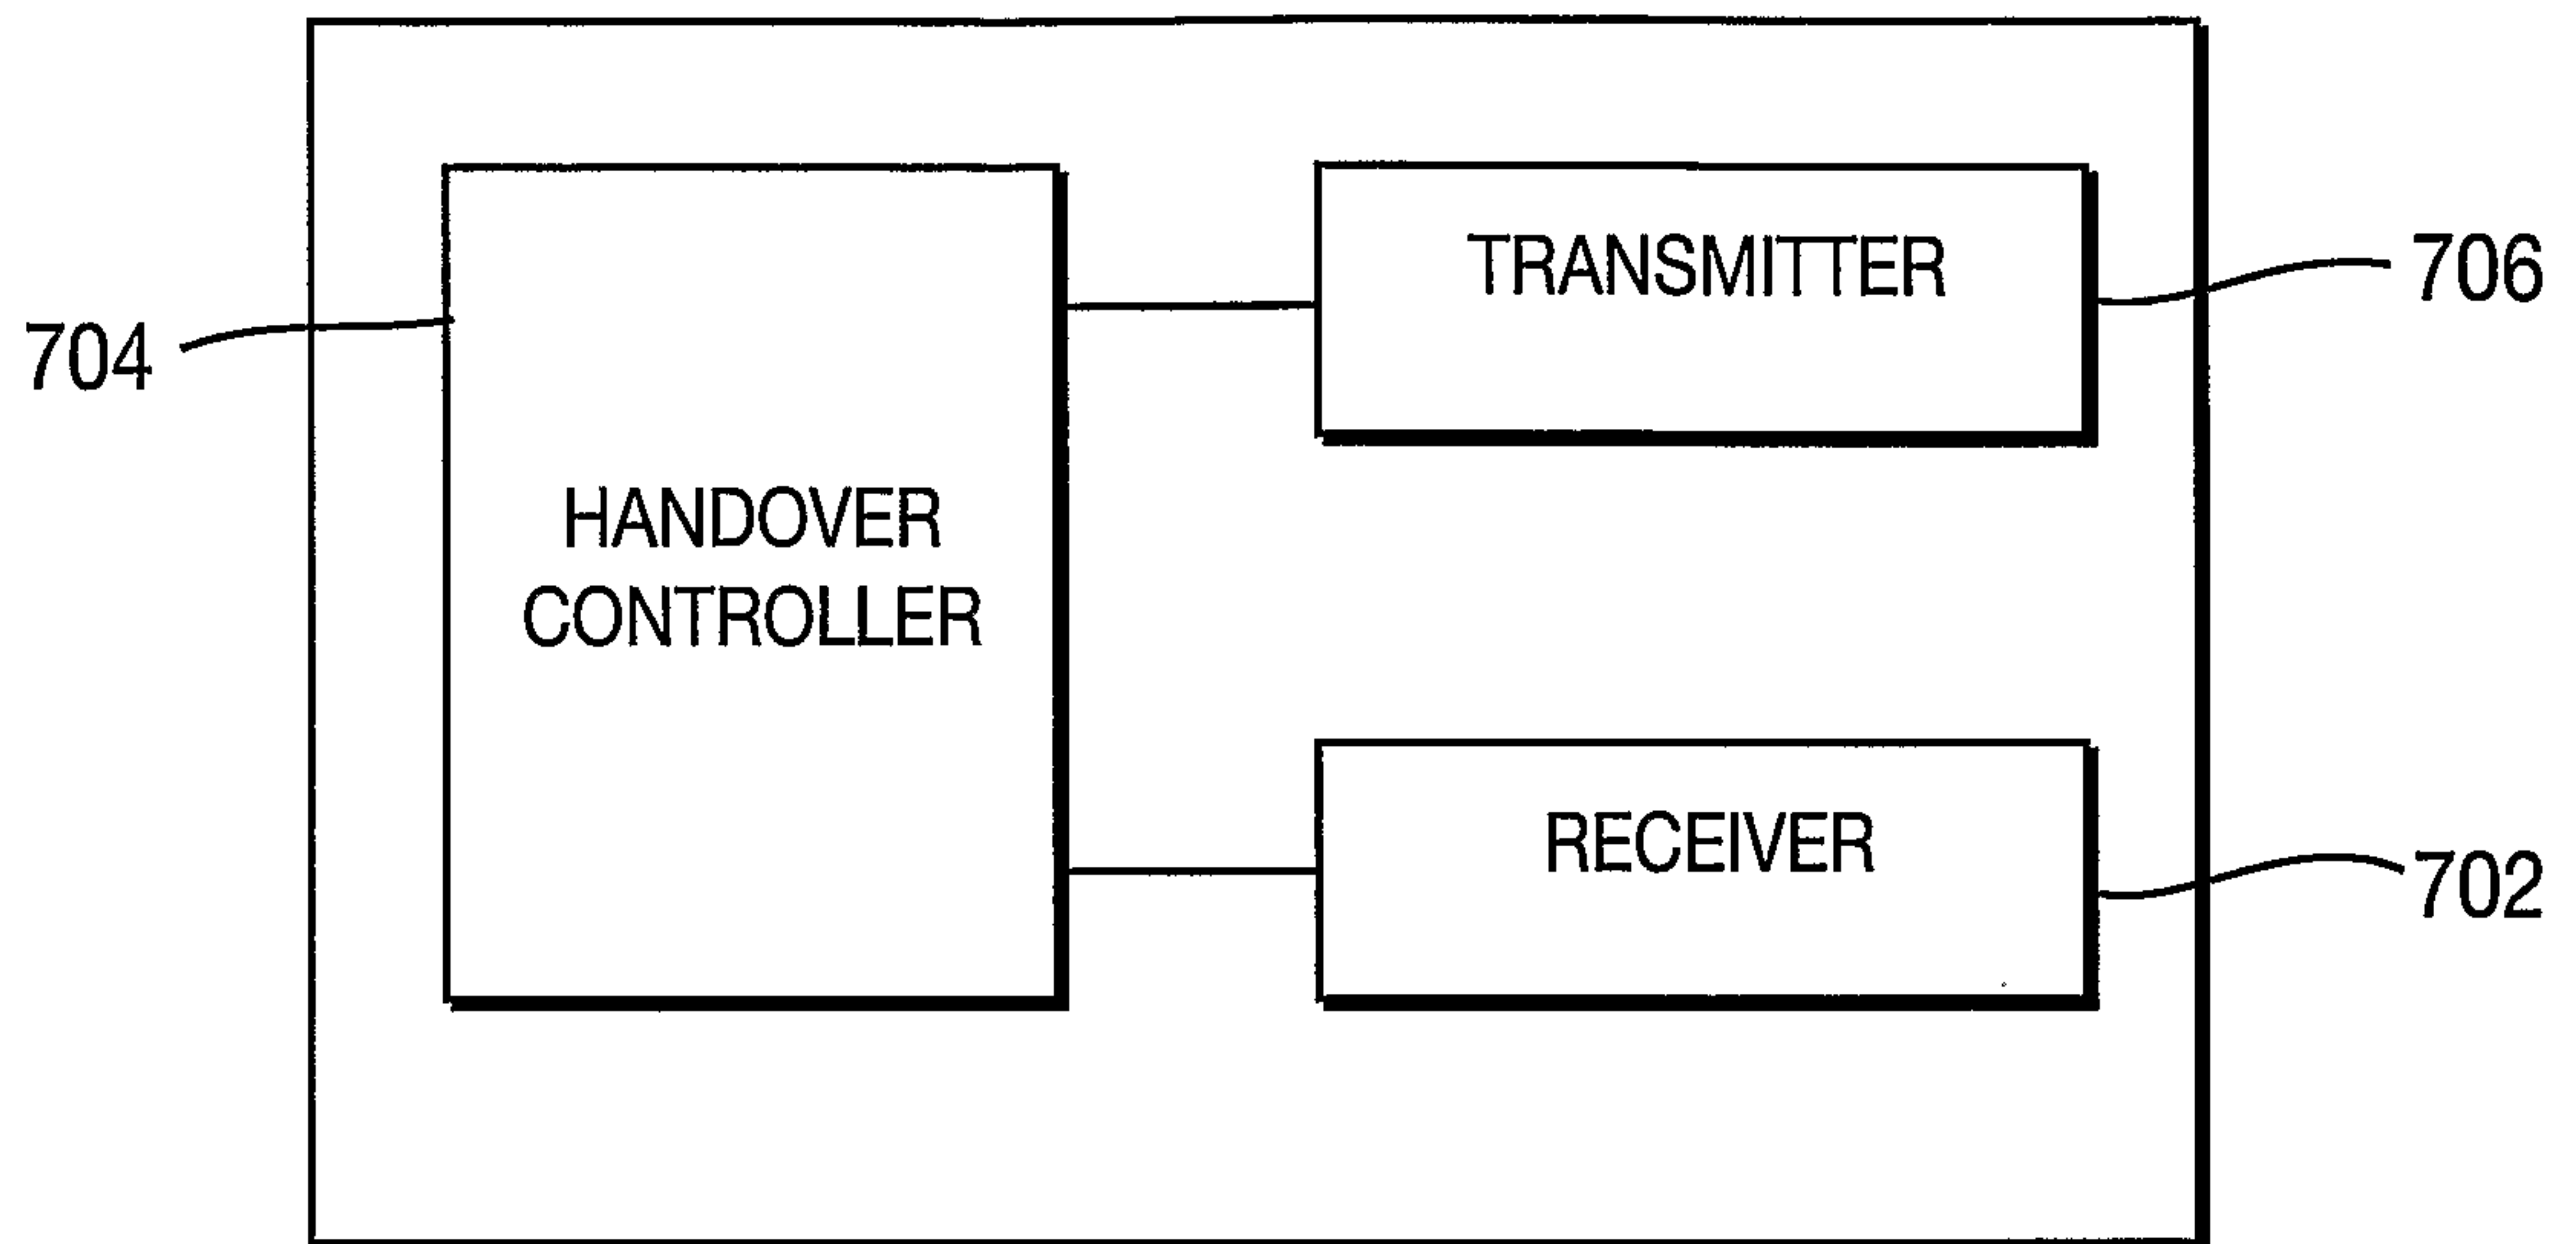 TRANSMITTER
706
704
HANDOVER
CONTROLLER
RECEIVER
702